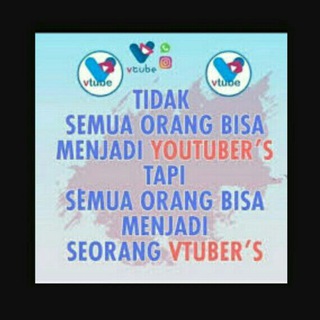 vtube
vtube
vtube
TIDAK
SEMUA ORANG BISA
MENJADI YOUTUBER'S
TAPI
SEMUA ORANG BISA
MENJADI
SEORANG VTUBER'S